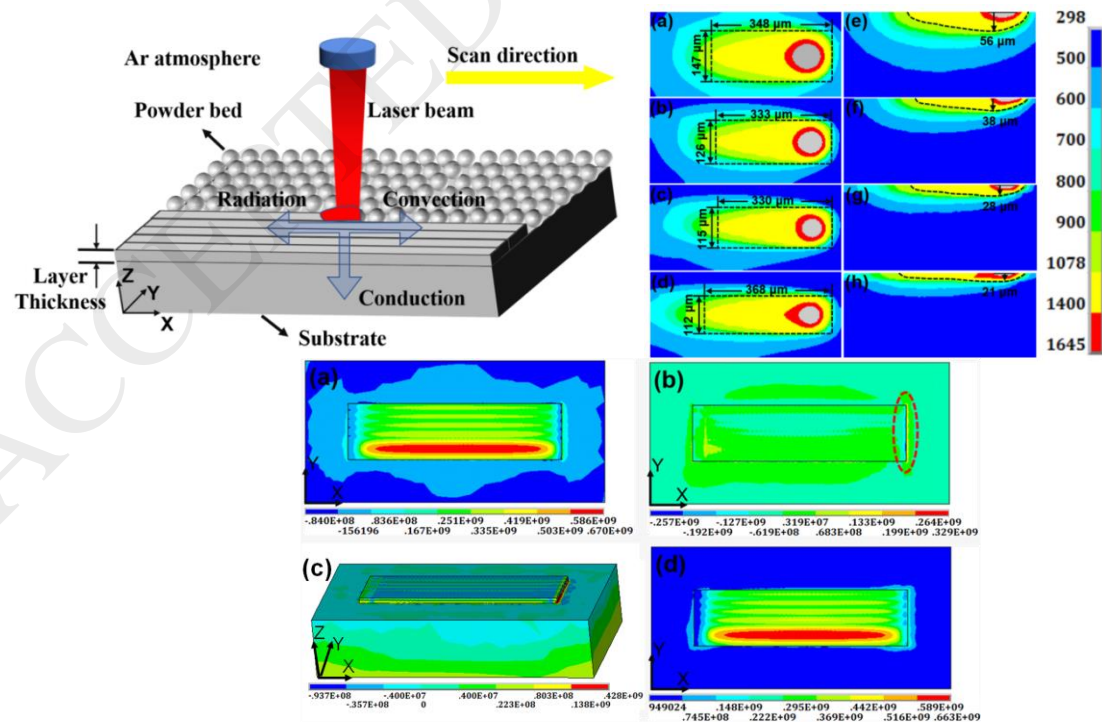 ACCEPTED
Ar atmosphere
Scan direction
Powder bed
Laser beam
Radiation
Convection
Layer
Thickness
Conduction
Substrate
Z
Y
X
(a)
348 μm
147 μm
(e)
56 μm
(b)
333 μm
126 μm
(f)
38 μm
(c)
330 μm
115 μm
(g)
28 μm
(d)
368 μm
112 μm
(h)
21 μm
298
500
600
700
800
900
1078
1400
1645
(a)
Y
X
-.840E+08 .836E+08 .251E+09 .419E+09 .586E+09
-156196 .167E+09 .335E+09 .503E+09 .670E+09
(b)
Y
X
-.257E+09 -.127E+09 .319E+07 .133E+09 .264E+09
-.192E+09 -.619E+08 .683E+08 .199E+09 .329E+09
(c)
Z
Y
X
-.937E+08 -.400E+07 .803E+08 .428E+09
-.357E+08 0 .223E+08 .138E+09
(d)
Y
X
949024 .148E+09 .295E+09 .442E+09 .589E+09
.745E+08 .222E+09 .369E+09 .516E+09 .663E+09